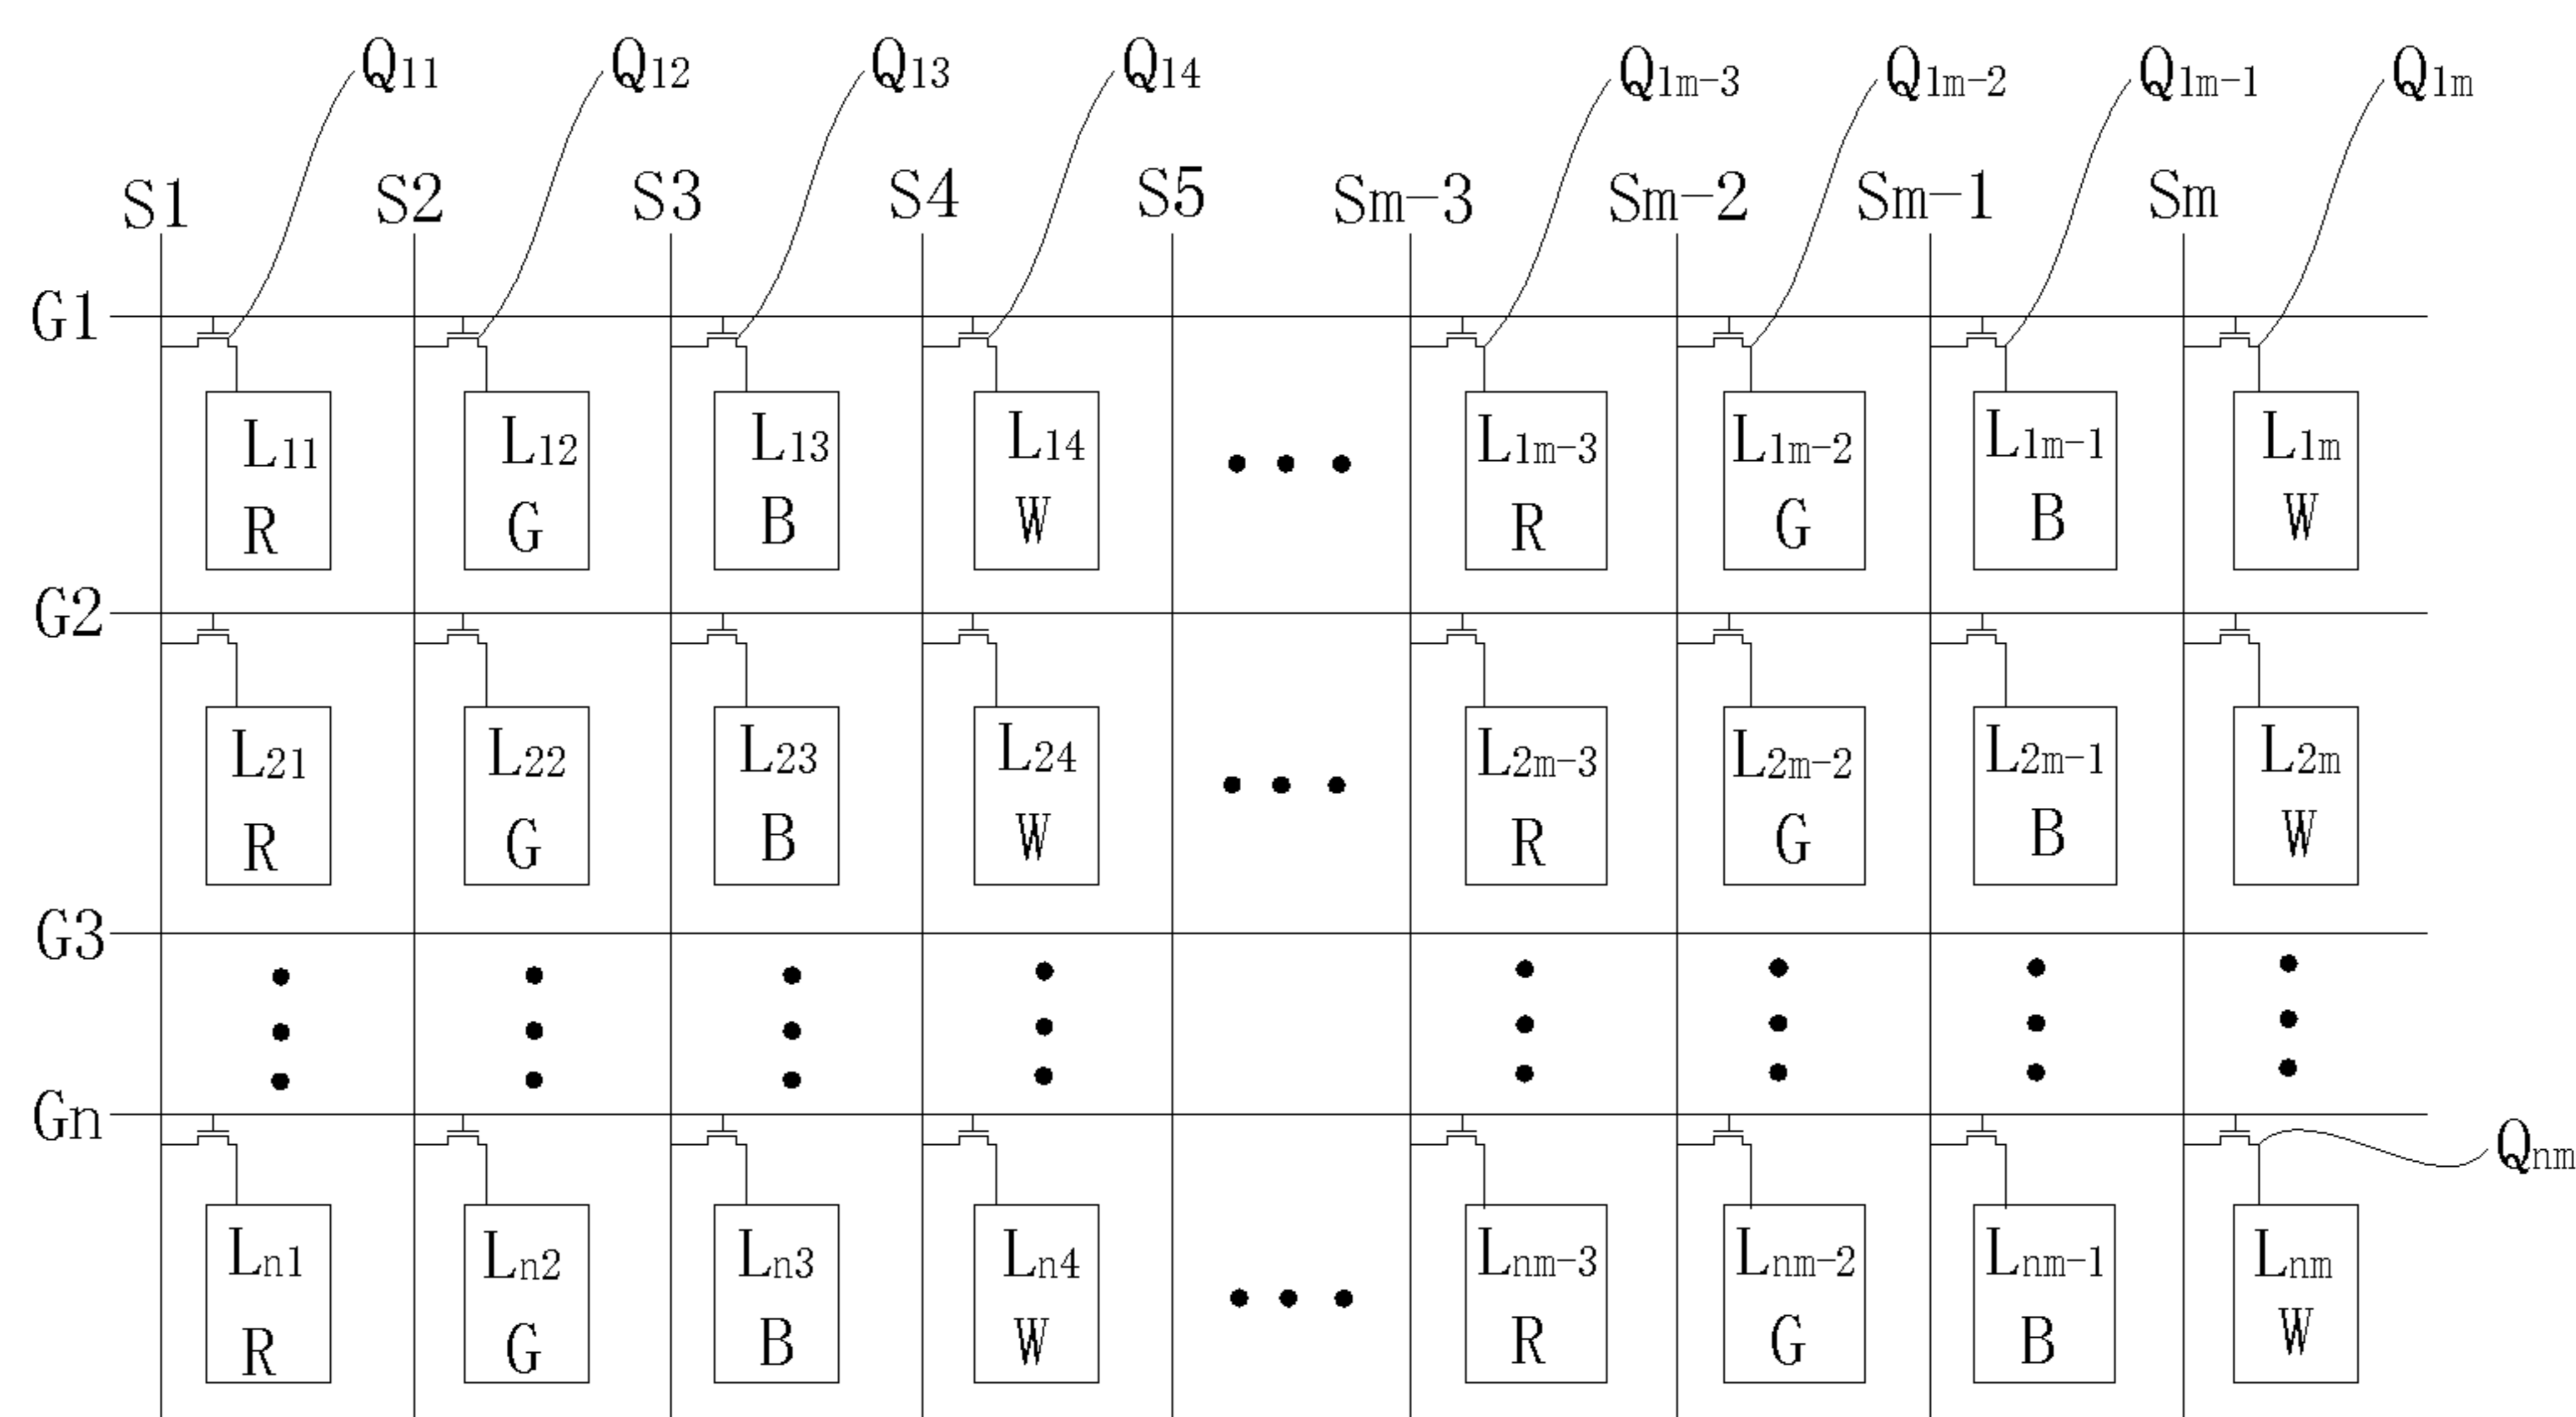 Q11 Q12 Q13 Q14 Q1m-3 Q1m-2 Q1m-1 Q1m
S1 S2 S3 S4 S5 Sm-3 Sm-2 Sm-1 Sm
G1
L11 L12 L13 L14 L1m-3 L1m-2 L1m-1 L1m
R G B W R G B W
G2
L21 L22 L23 L24 L2m-3 L2m-2 L2m-1 L2m
R G B W R G B W
G3
Gn
Qnm
Ln1 Ln2 Ln3 Ln4 Lnm-3 Lnm-2 Lnm-1 Lnm
R G B W R G B W